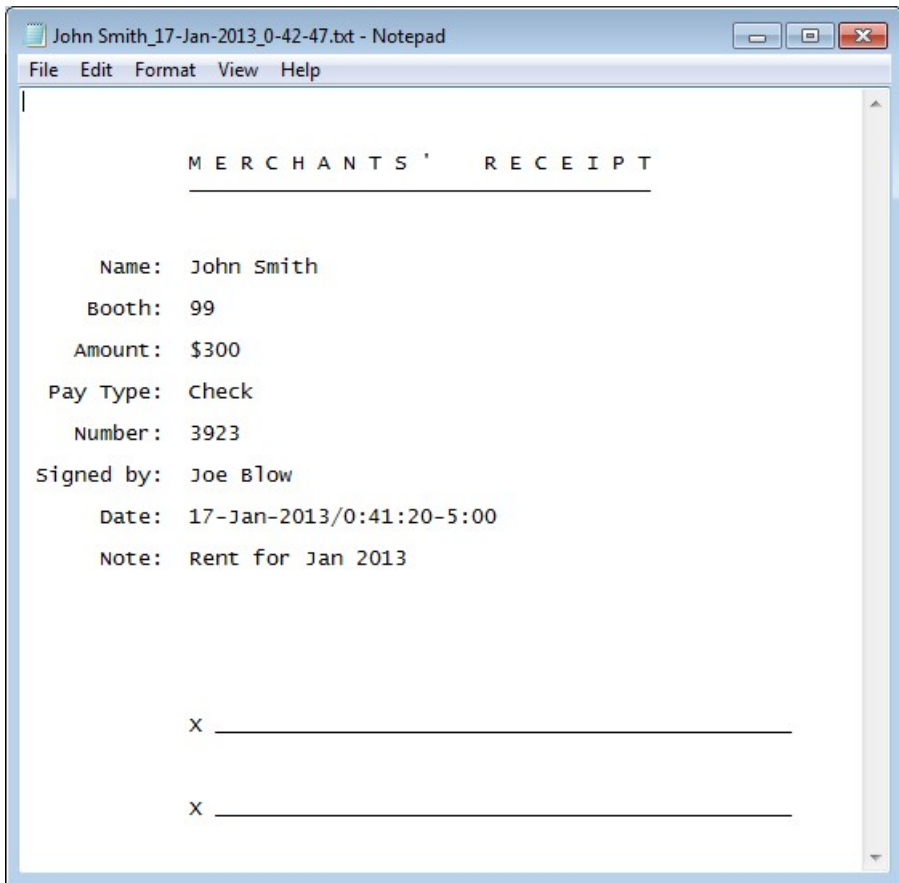 John Smith_17-Jan-2013_0-42-47.txt - Notepad
File Edit Format View Help
M E R C H A N T S '   R E C E I P T
Name: John Smith
Booth: 99
Amount: $300
Pay Type: Check
Number: 3923
Signed by: Joe Blow
Date: 17-Jan-2013/0:41:20-5:00
Note: Rent for Jan 2013
X ______________________________________________
X ______________________________________________